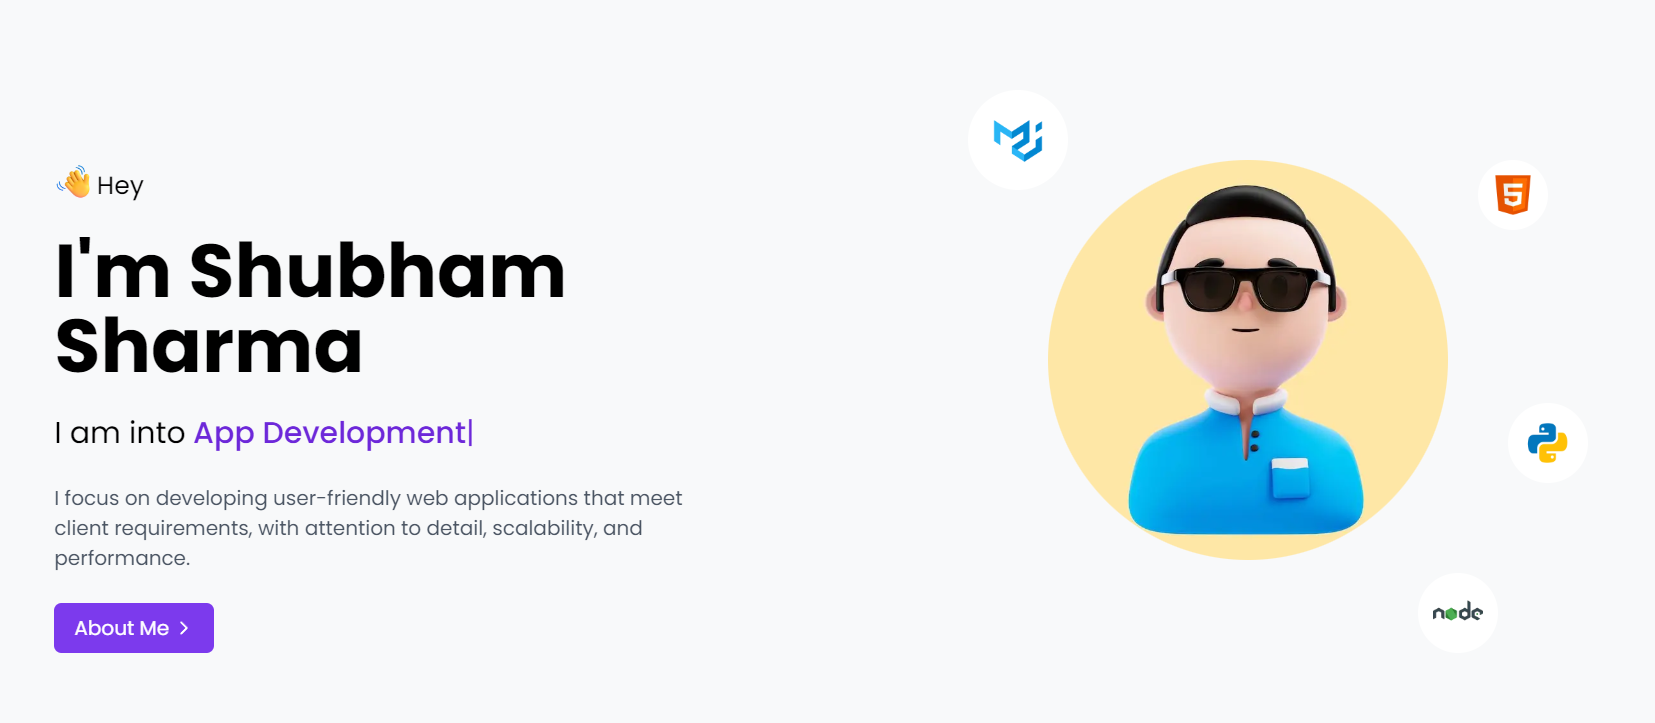 Hey
I'm Shubham
Sharma
I am into App Development|
I focus on developing user-friendly web applications that meet
client requirements, with attention to detail, scalability, and
performance.
About Me >
5
node